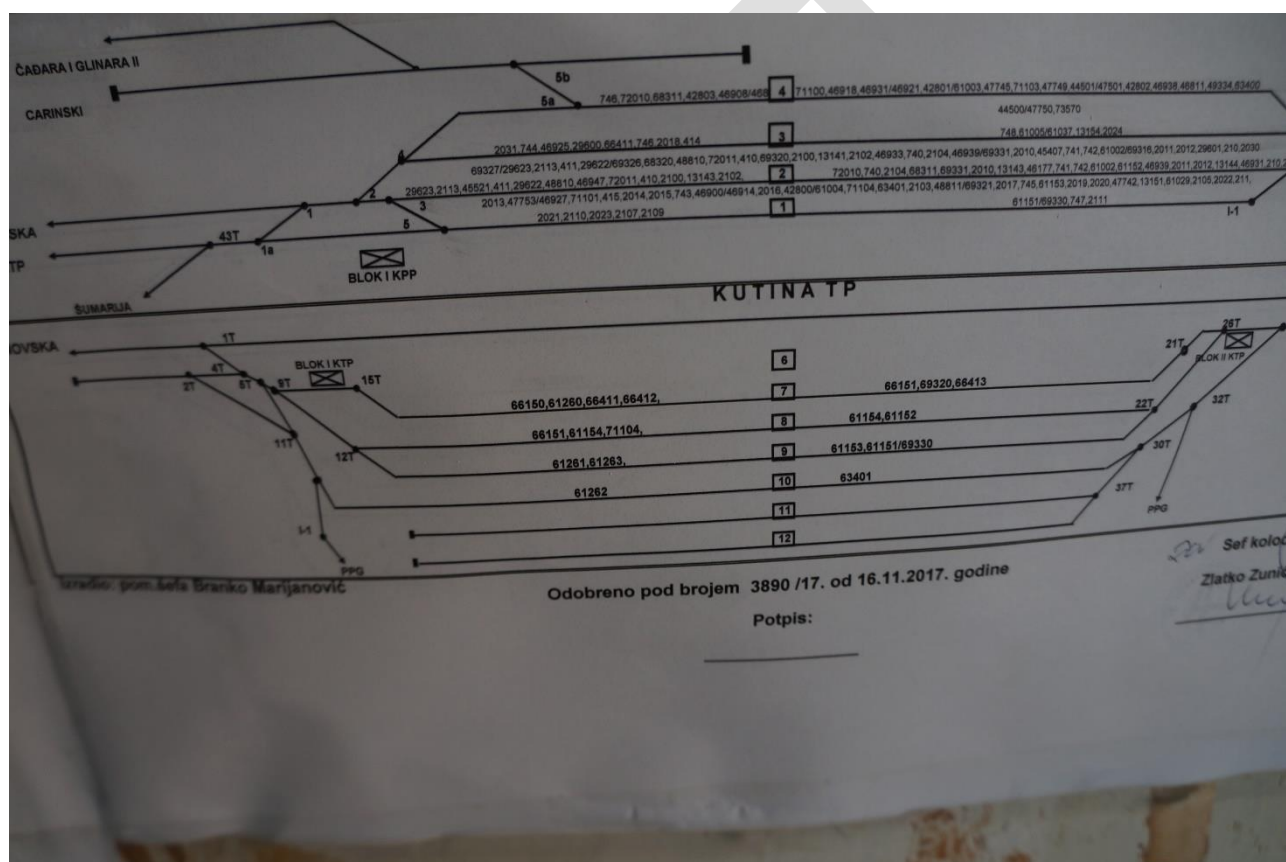 ČAĐARA I GLINARA II
5b
CARINSKI
5a
746,72010,68311,42803,46908/468
4
71100,46918,46931/46921,42801/61003,47745,71103,47749,44501/47501,42802,46938,46811,49334,63400
44500/47750,73570
4
2031,744,46925,29600,66411,746,2018,414
3
748,61005/61037,13154,2024
69327/29623,2113,411,29622/69326,68320,48810,72011,410,69320,2100,13141,2102,46933,740,2104,46939/69331,2010,45407,741,742,61002/69316,2011,2012,29601,210,2030
2
29623,2113,45521,411,29622,48610,46947,72011,410,2100,13143,2102,
2
72010,740,2104,68311,69331,2010,13143,46177,741,742,61002,61152,46939,2011,2012,13144,46931,210,2
3
2013,47753/46927,71101,415,2014,2015,743,46900/46914,2016,42800/61004,71104,63401,2103,48811/69321,2017,745,61153,2019,2020,47742,13151,61029,2105,2022,211,
1
SKA
5
2021,2110,2023,2107,2109
1
61151/69330,747,2111
I-1
43T
1a
TP
BLOK I KPP
ŠUMARIJA
KUTINA TP
OVSKA
1T
26T
6
21T
BLOK II KTP
BLOK I KTP
4T
5T
2T
9T
15T
66150,61260,66411,66412,
7
66151,69320,66413
66151,61154,71104,
8
61154,61152
22T
32T
11T
12T
61261,61263,
9
61153,61151/69330
30T
61262
10
63401
37T
11
PPG
I-1
12
PPG
Izradio: pom.šefa Branko Marijanović
Odobreno pod brojem 3890 /17. od 16.11.2017. godine
Potpis:
Sef kolod
Zlatko Zunić